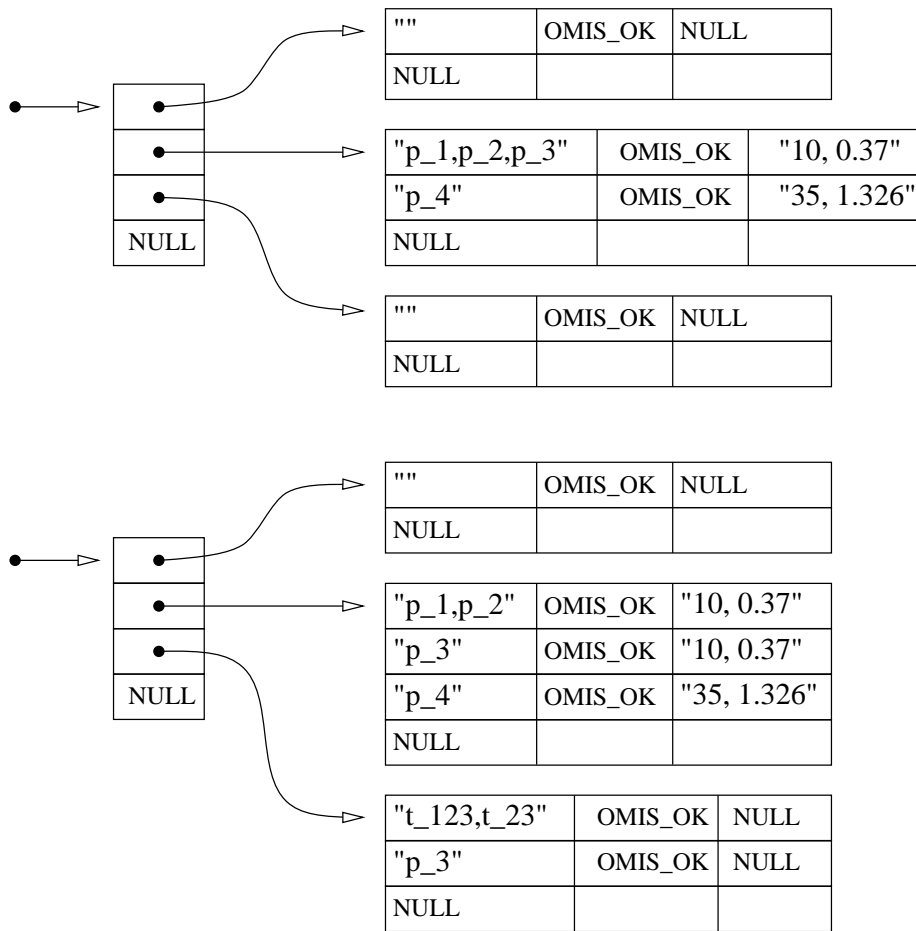 "" OMIS_OK NULL
NULL
"p_1,p_2,p_3" OMIS_OK "10, 0.37"
"p_4" OMIS_OK "35, 1.326"
NULL NULL
"" OMIS_OK NULL
NULL
"" OMIS_OK NULL
NULL
"p_1,p_2" OMIS_OK "10, 0.37"
"p_3" OMIS_OK "10, 0.37"
NULL "p_4" OMIS_OK "35, 1.326"
NULL
"t_123,t_23" OMIS_OK NULL
"p_3" OMIS_OK NULL
NULL